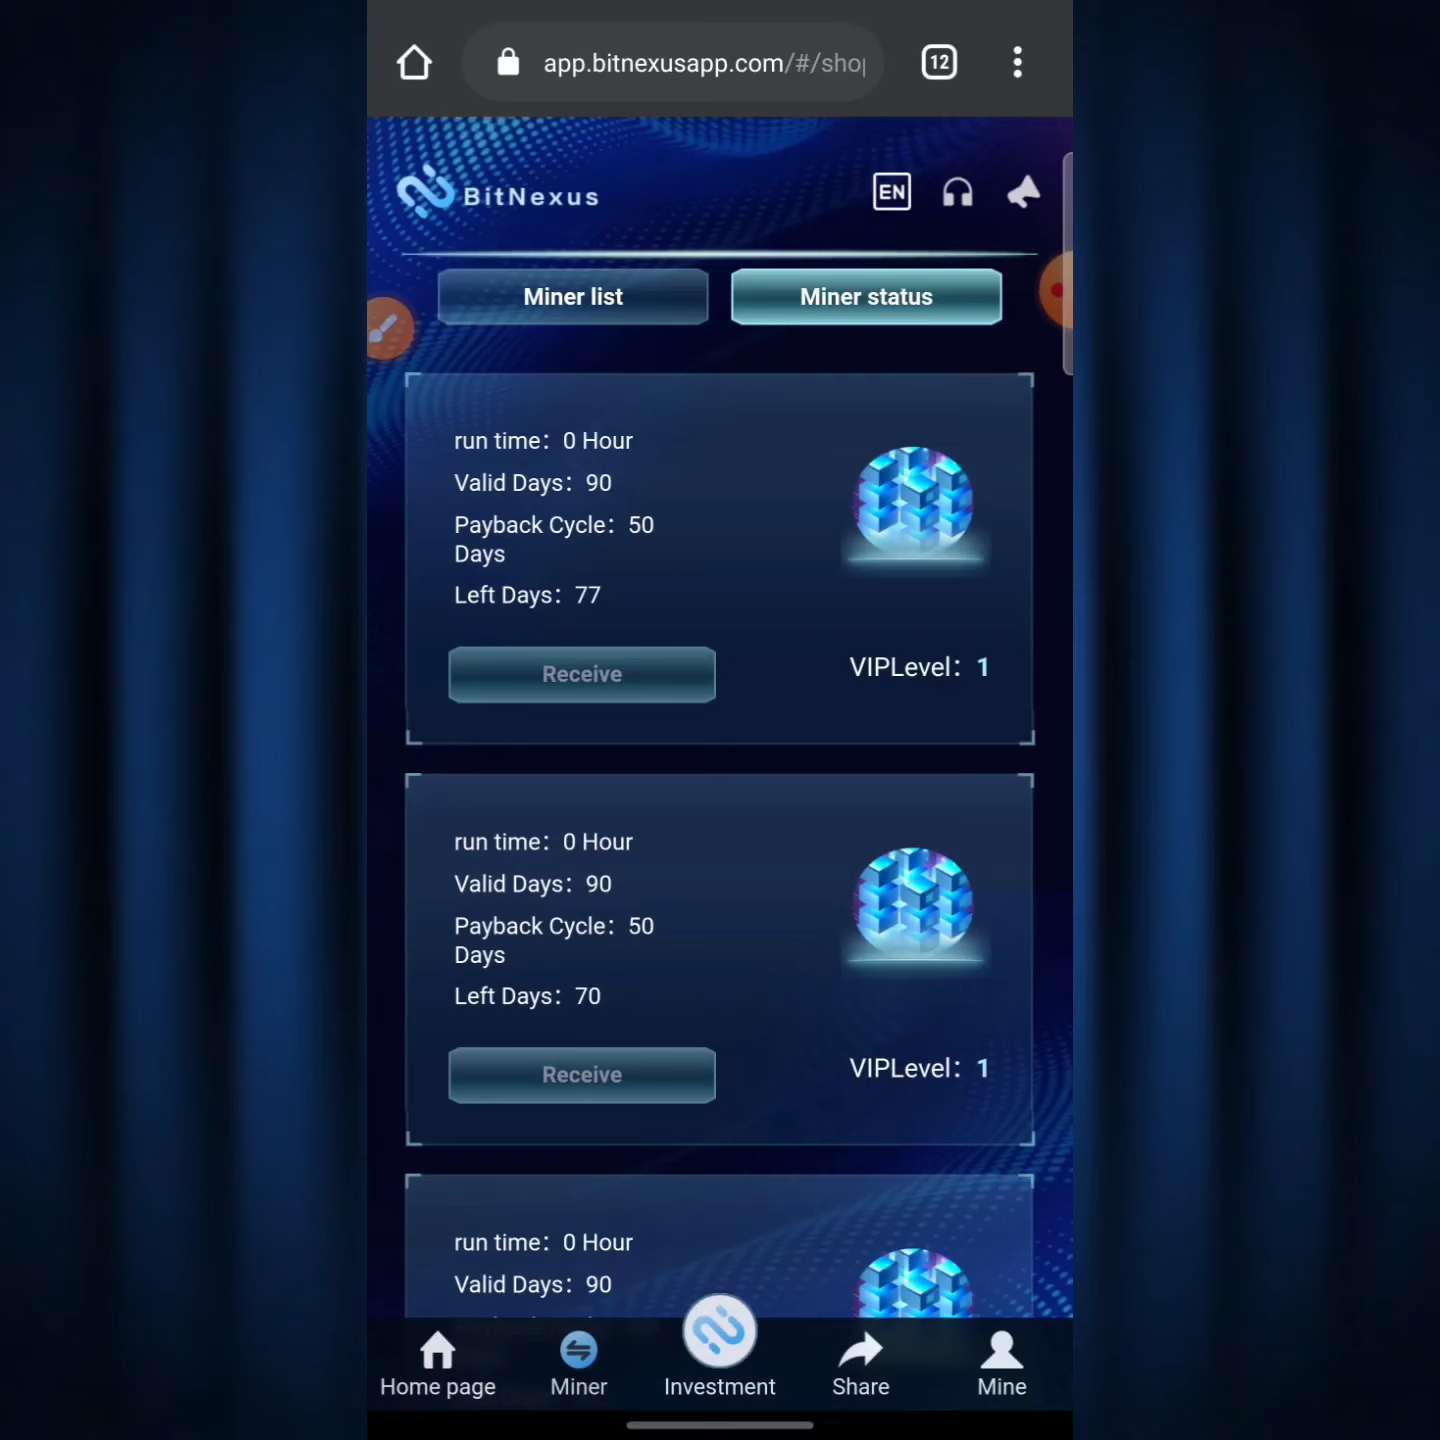 app.bitnexusapp.com/#/shop
12
BitNexus
EN
Miner list
Miner status
run time：0 Hour
Valid Days：90
Payback Cycle：50
Days
Left Days：77
Receive
VIPLevel：1
run time：0 Hour
Valid Days：90
Payback Cycle：50
Days
Left Days：70
Receive
VIPLevel：1
run time：0 Hour
Valid Days：90
Home page
Miner
Investment
Share
Mine